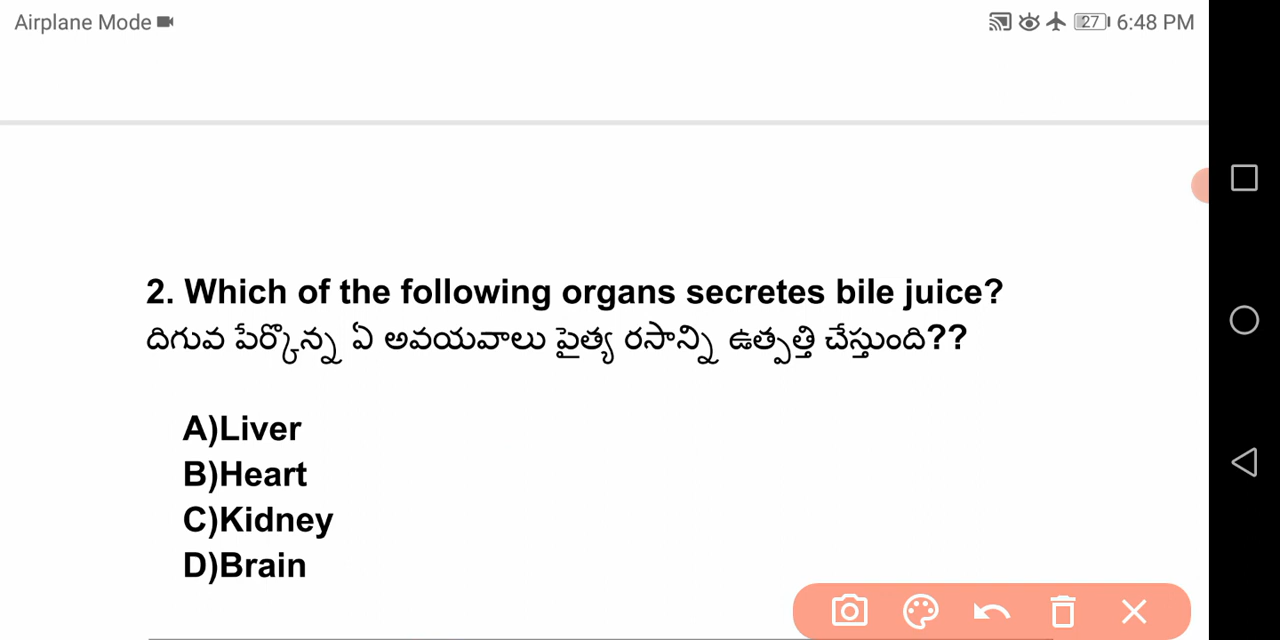 Airplane Mode
27 6:48 PM
2. Which of the following organs secretes bile juice?
దిగువ పేర్కొన్న ఏ అవయవాలు పైత్య రసాన్ని ఉత్పత్తి చేస్తుంది??
A)Liver
B)Heart
C)Kidney
D)Brain